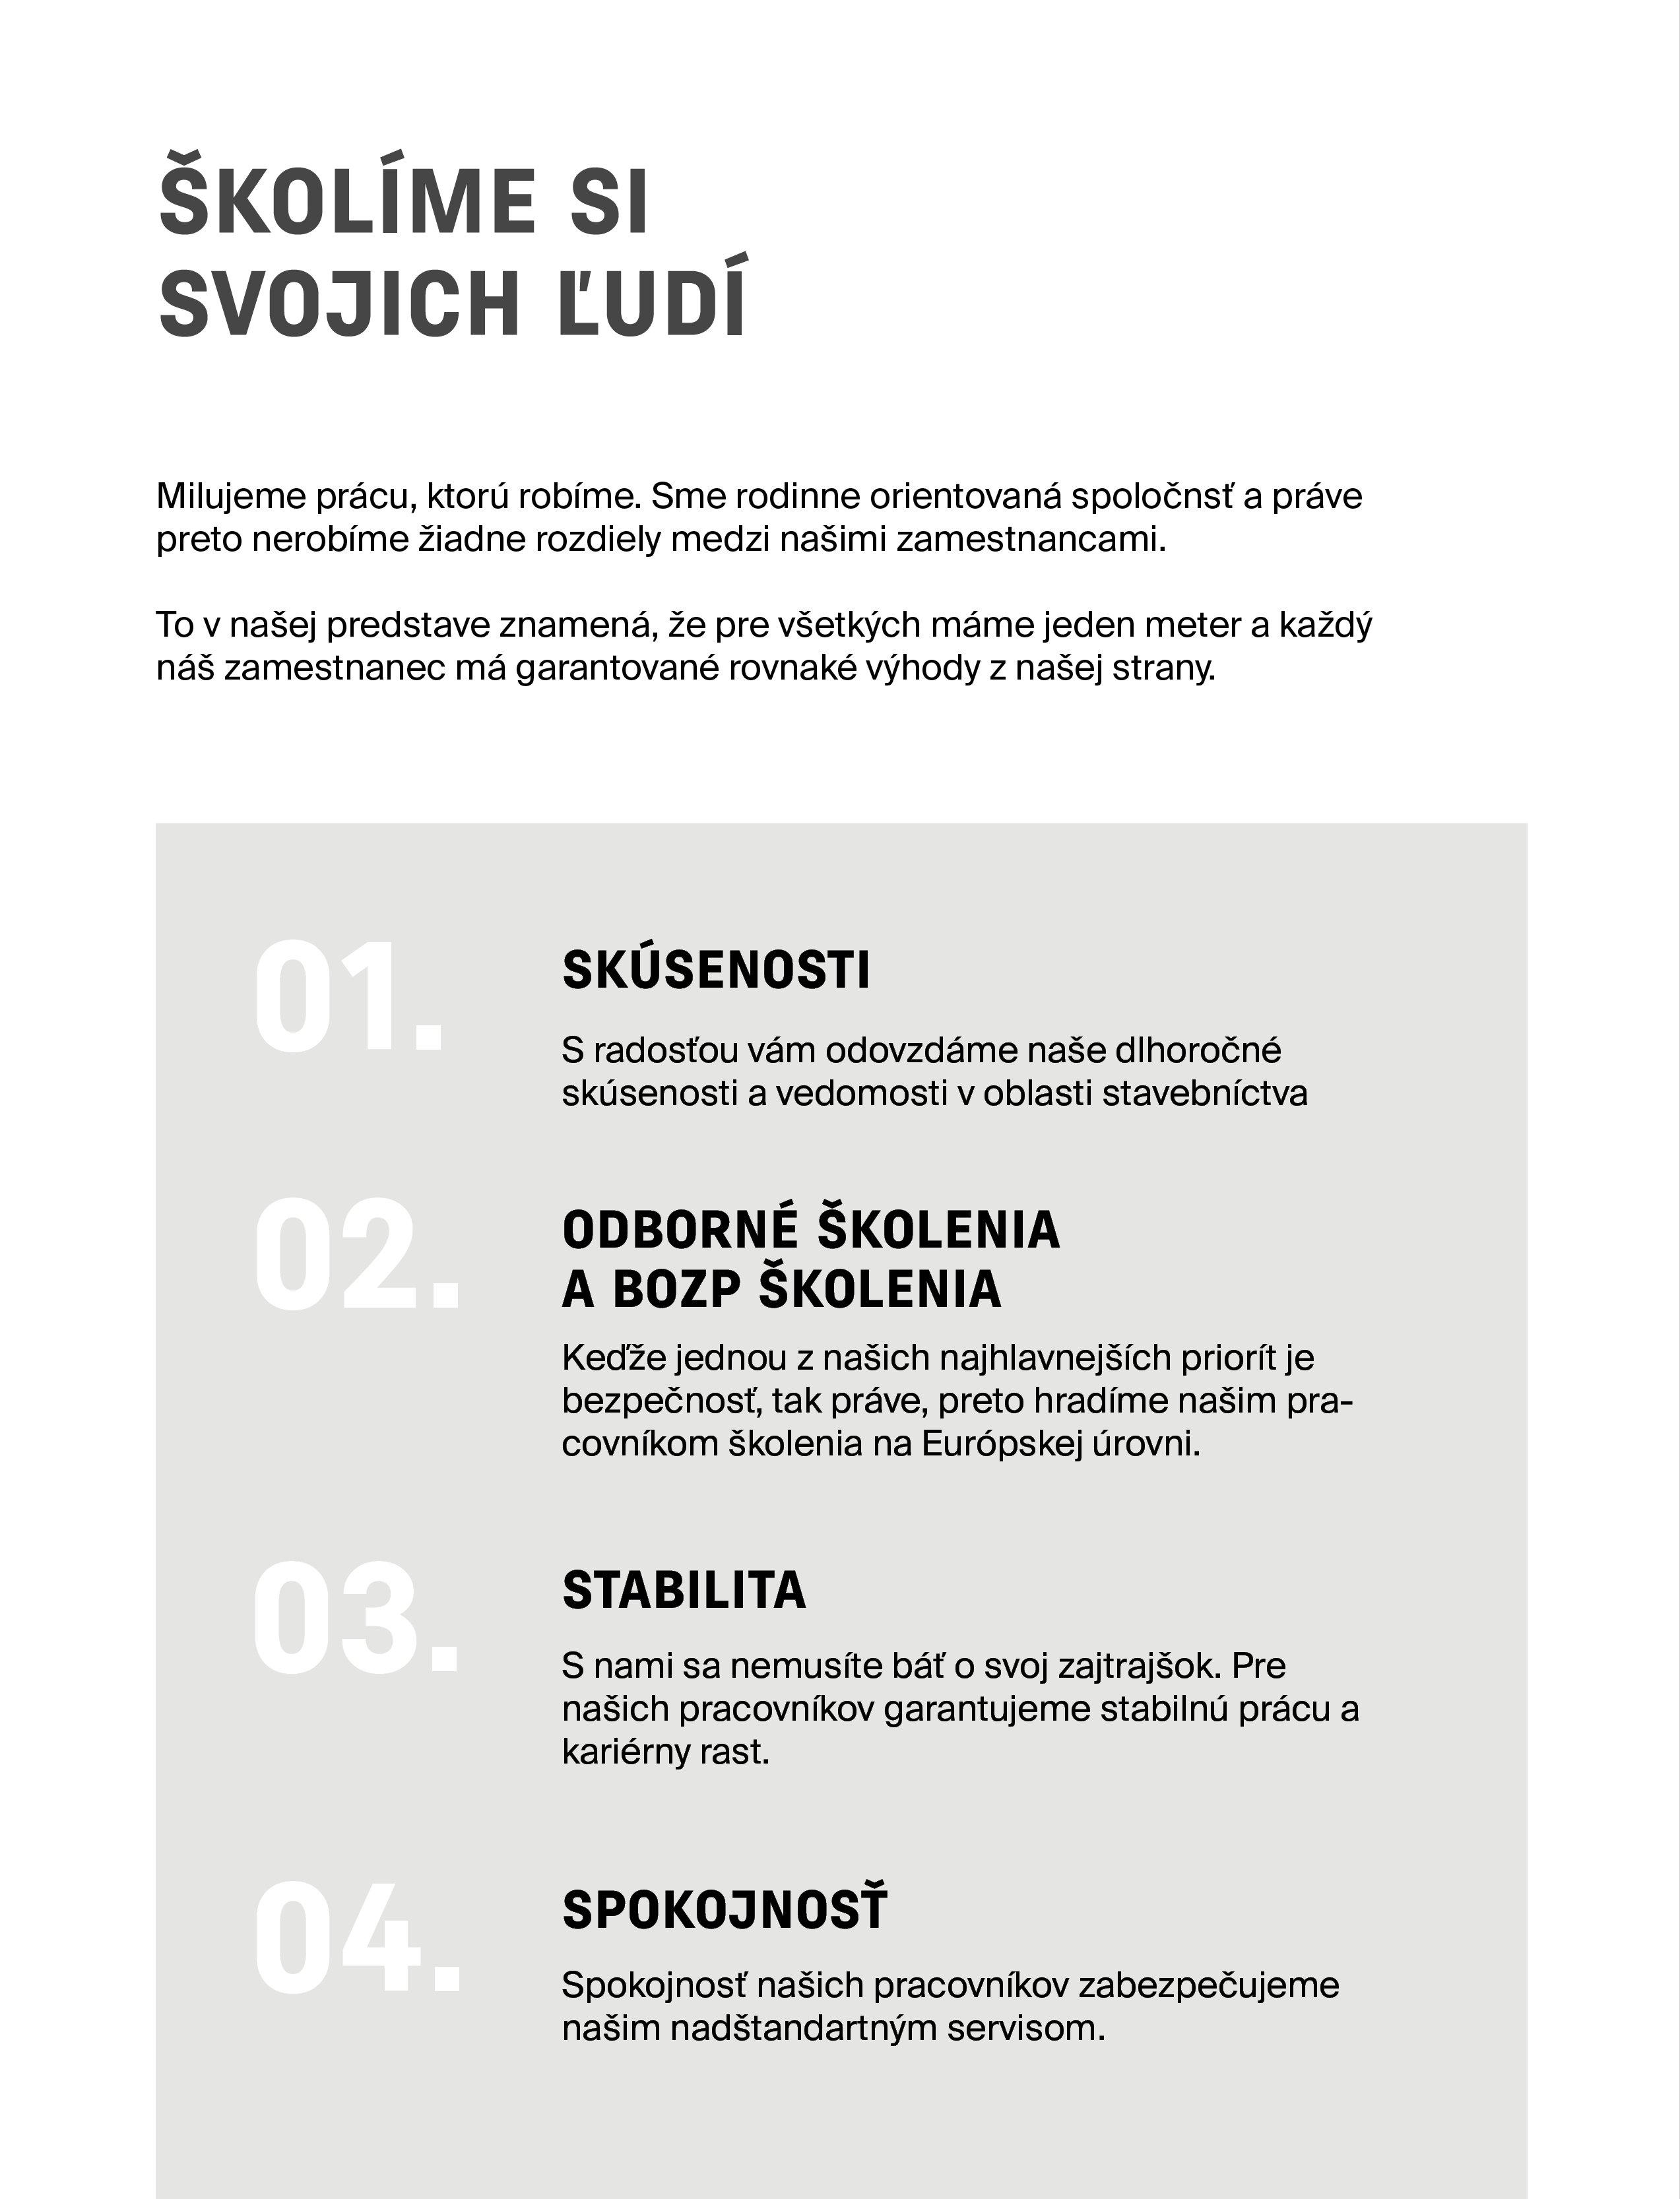 ŠKOLÍME SI
SVOJICH ĽUDÍ
Milujeme prácu, ktorú robíme. Sme rodinne orientovaná spoločnsť a práve
preto nerobíme žiadne rozdiely medzi našimi zamestnancami.
To v našej predstave znamená, že pre všetkých máme jeden meter a každý
náš zamestnanec má garantované rovnaké výhody z našej strany.
01.
SKÚSENOSTI
S radosťou vám odovzdáme naše dlhoročné
skúsenosti a vedomosti v oblasti stavebníctva
02.
ODBORNÉ ŠKOLENIA
A BOZP ŠKOLENIA
Keďže jednou z našich najhlavnejších priorít je
bezpečnosť, tak práve, preto hradíme našim pra-
covníkom školenia na Európskej úrovni.
03.
STABILITA
S nami sa nemusíte báť o svoj zajtrajšok. Pre
našich pracovníkov garantujeme stabilnú prácu a
kariérny rast.
04.
SPOKOJNOSŤ
Spokojnosť našich pracovníkov zabezpečujeme
našim nadštandartným servisom.